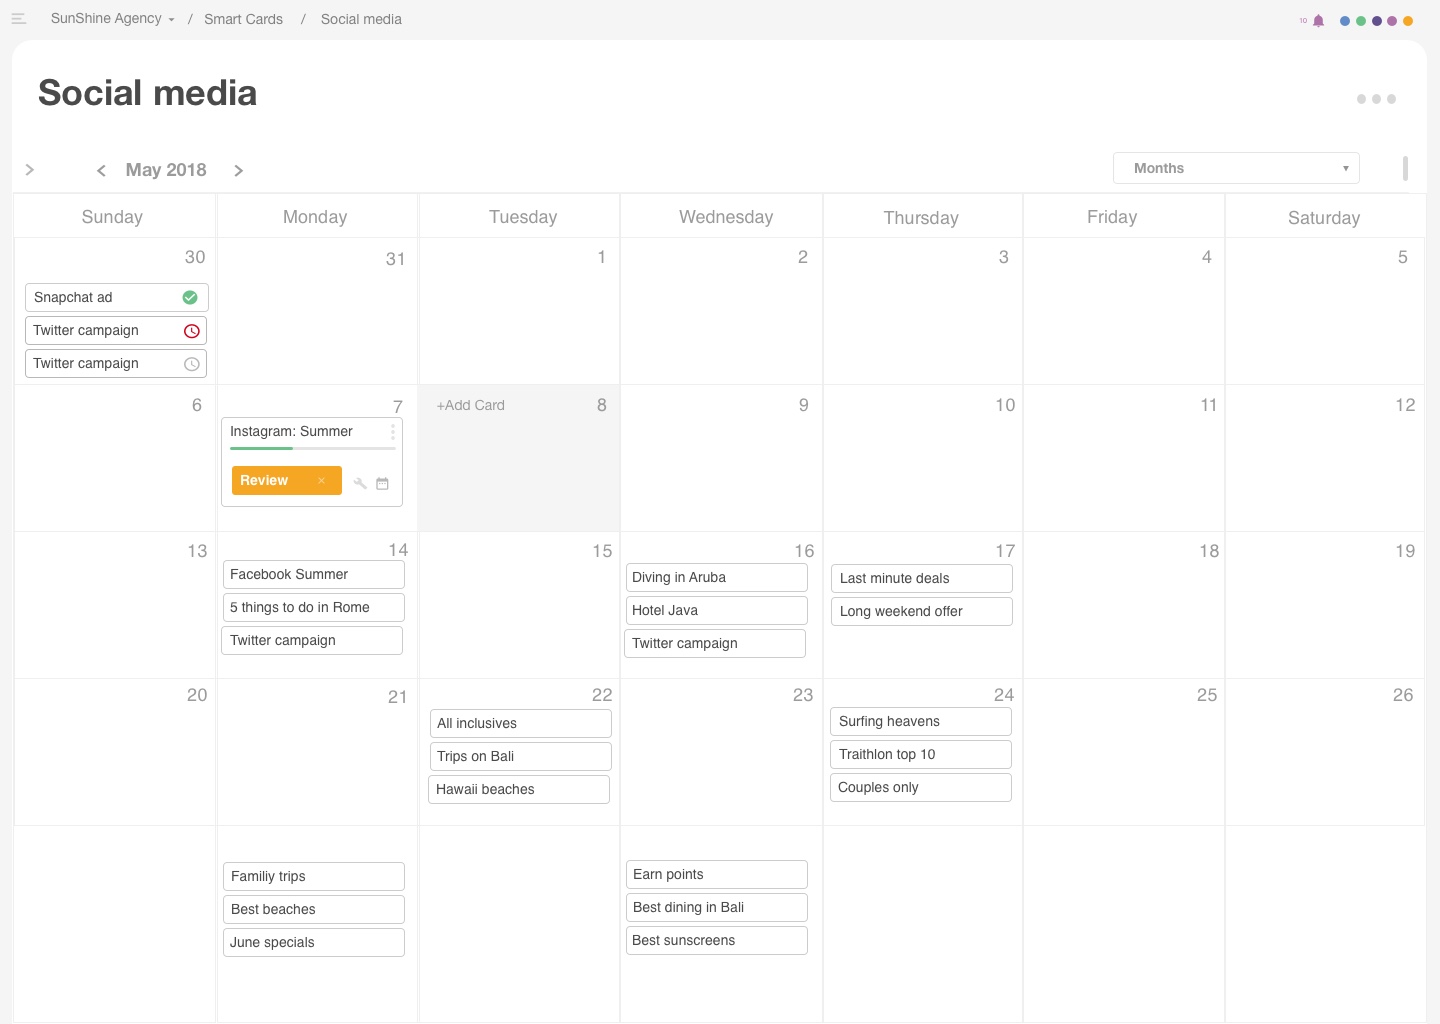 SunShine Agency / Smart Cards / Social media
10
Social media
May 2018
Months
Sunday Monday Tuesday Wednesday Thursday Friday Saturday
30 31 1 2 3 4 5
Snapchat ad
Twitter campaign
Twitter campaign
6 7 +Add Card 8 9 10 11 12
Instagram: Summer
Review ×
13 14 15 16 17 18 19
Facebook Summer
5 things to do in Rome
Twitter campaign
Diving in Aruba
Hotel Java
Twitter campaign
Last minute deals
Long weekend offer
20 21 22 23 24 25 26
All inclusives
Trips on Bali
Hawaii beaches
Surfing heavens
Traithlon top 10
Couples only
Familiy trips
Best beaches
June specials
Earn points
Best dining in Bali
Best sunscreens